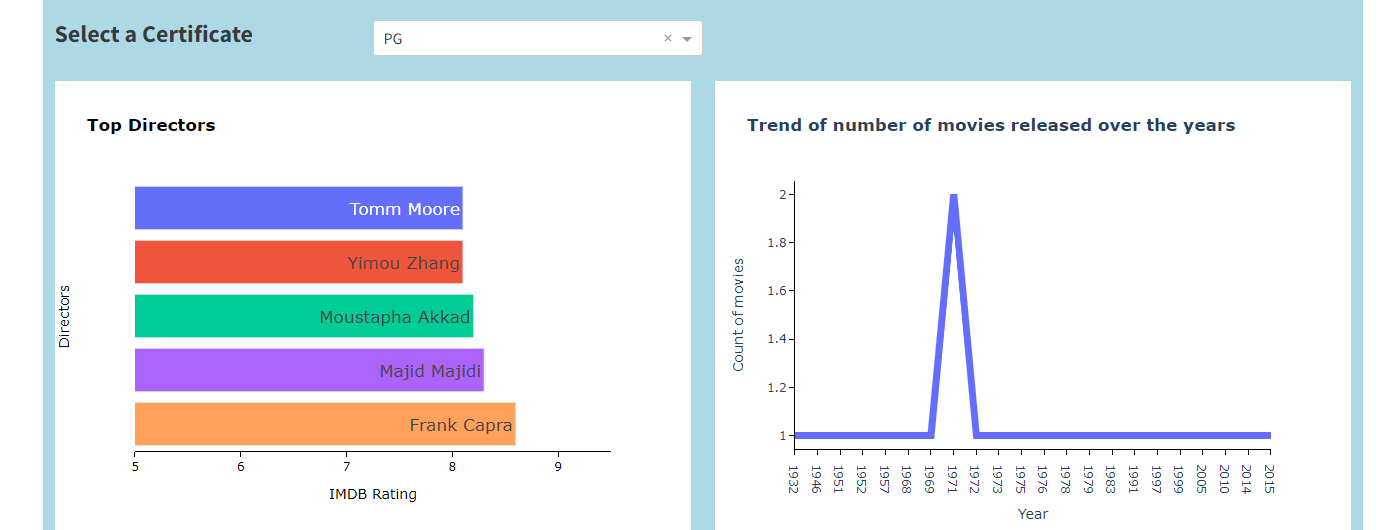 Select a Certificate
PG
Top Directors
Tomm Moore
Yimou Zhang
Moustapha Akkad
Majid Majidi
Frank Capra
Directors
5 6 7 8 9
IMDB Rating
Trend of number of movies released over the years
2
1.8
1.6
1.4
1.2
1
Count of movies
1932 1946 1951 1952 1957 1968 1969 1971 1972 1973 1975 1976 1978 1979 1983 1991 1997 1999 2005 2010 2014 2015
Year